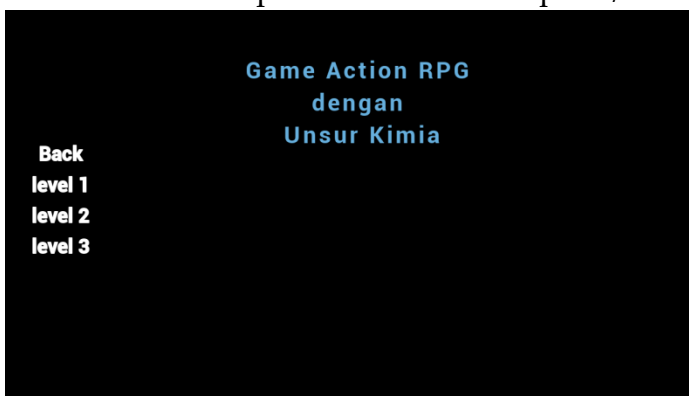 Game Action RPG
dengan
Unsur Kimia
Back
level 1
level 2
level 3